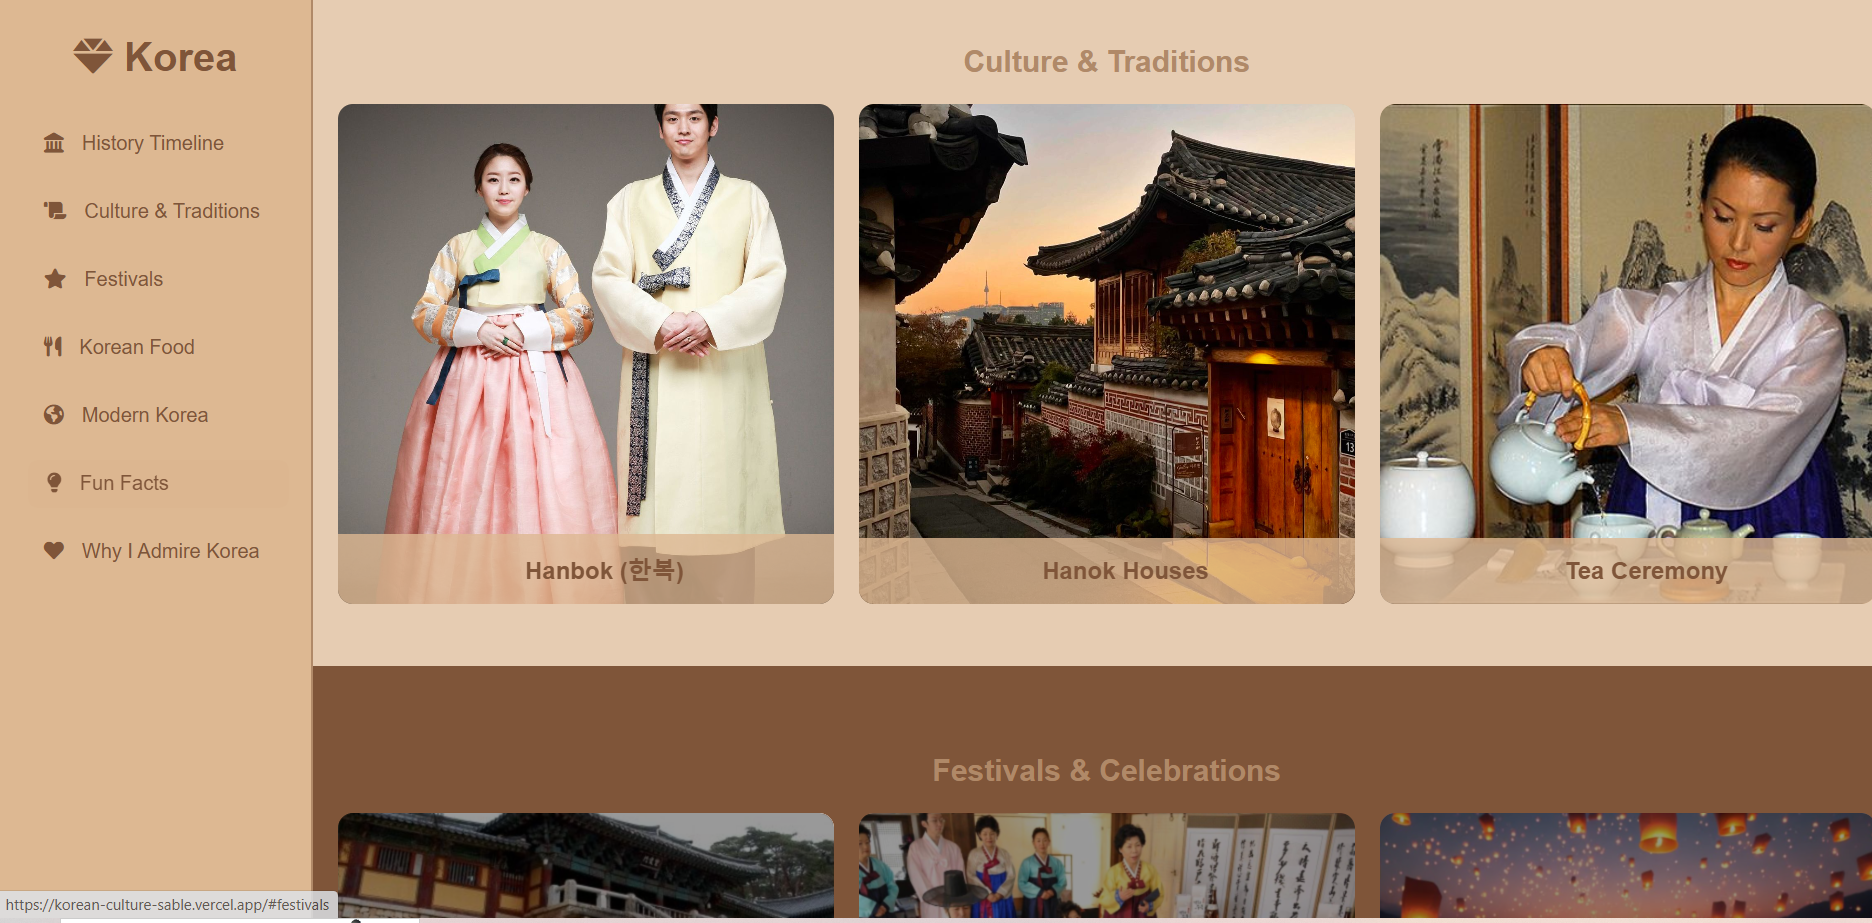 Korea
History Timeline
Culture & Traditions
Festivals
Korean Food
Modern Korea
Fun Facts
Why I Admire Korea
Culture & Traditions
13
Hanbok (한복)
Hanok Houses
Tea Ceremony
Festivals & Celebrations
https://korean-culture-sable.vercel.app/#festivals